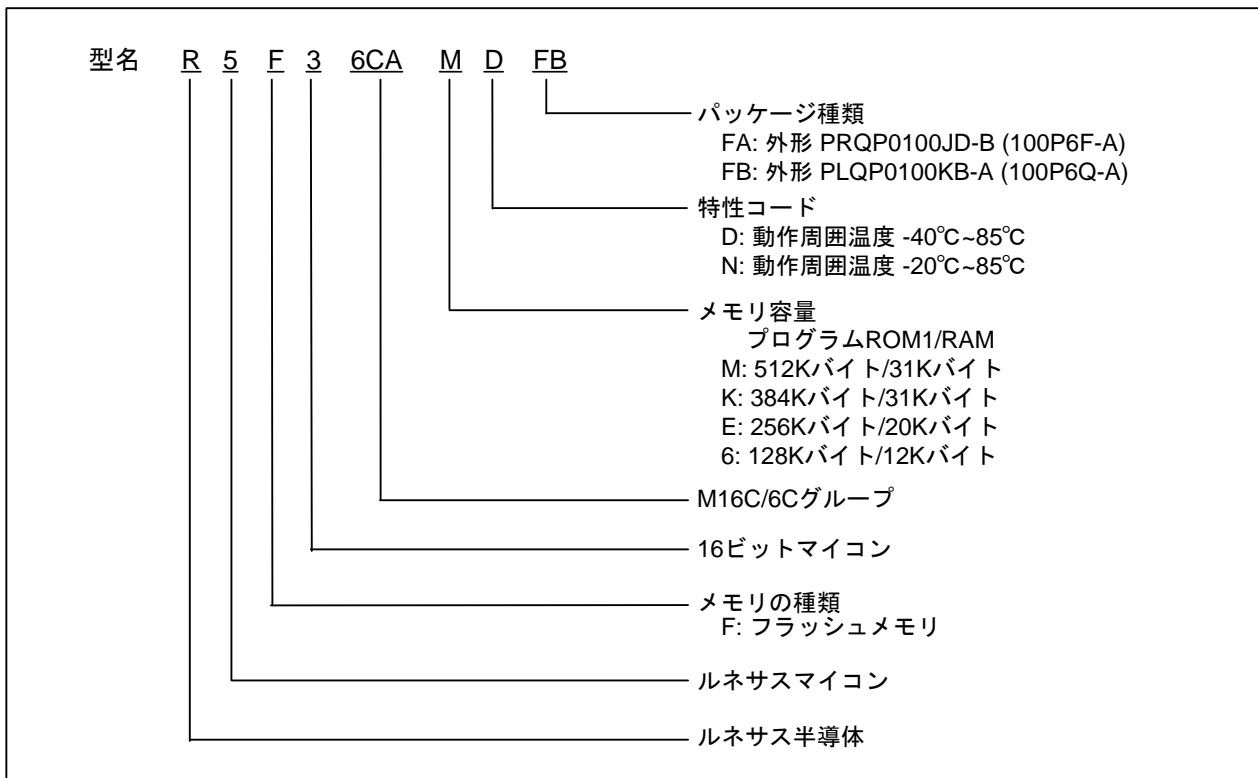 型名 R 5 F 3 6CA M D FB
パッケージ種類
FA: 外形 PRQP0100JD-B (100P6F-A)
FB: 外形 PLQP0100KB-A (100P6Q-A)
特性コード
D: 動作周囲温度 -40℃~85℃
N: 動作周囲温度 -20℃~85℃
メモリ容量
プログラムROM1/RAM
M: 512Kバイト/31Kバイト
K: 384Kバイト/31Kバイト
E: 256Kバイト/20Kバイト
6: 128Kバイト/12Kバイト
M16C/6Cグループ
16ビットマイコン
メモリの種類
F: フラッシュメモリ
ルネサスマイコン
ルネサス半導体